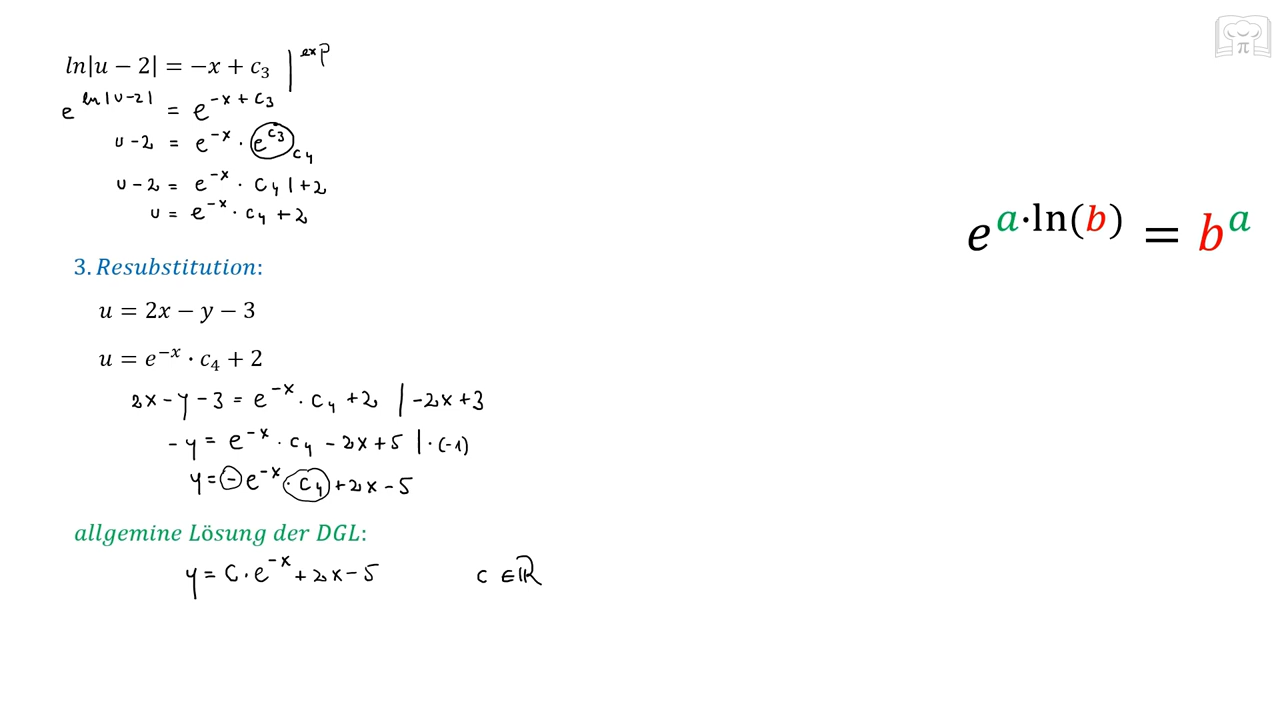 ln|u − 2| = −x + c₃ | exp
e^{ln|u−2|} = e^{−x+c₃}
u − 2 = e^{−x} · e^{c₃} c₄
u − 2 = e^{−x} · c₄ | +2
u = e^{−x} · c₄ + 2
e^{a·ln(b)} = b^a
3. Resubstitution:
u = 2x − y − 3
u = e^{−x} · c₄ + 2
2x − y − 3 = e^{−x} · c₄ + 2 | −2x + 3
−y = e^{−x} · c₄ − 2x + 5 | · (−1)
y = −e^{−x} · c₄ + 2x − 5
allgemine Lösung der DGL:
y = C · e^{−x} + 2x − 5 C ∈ ℝ
π